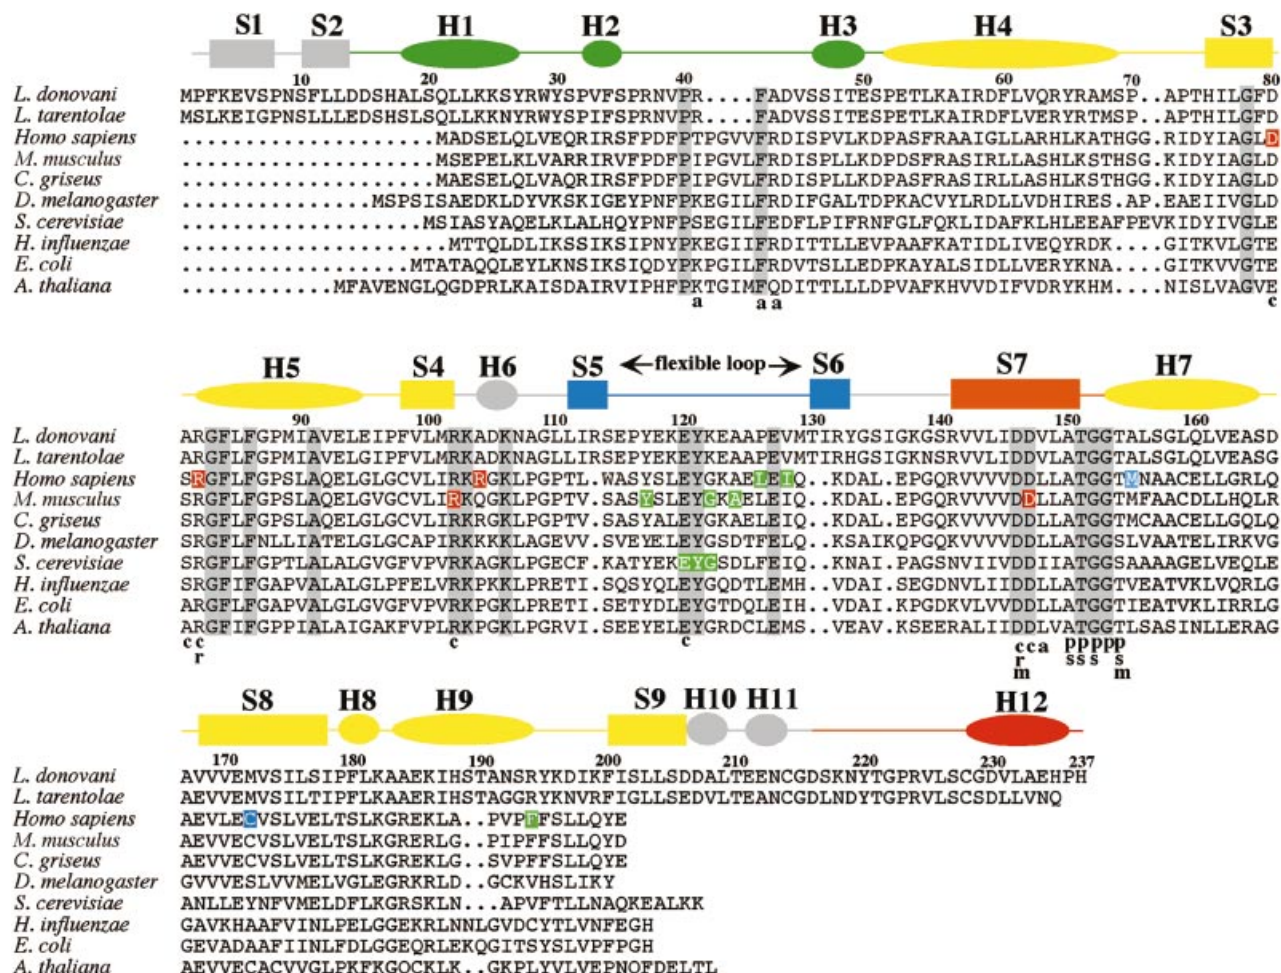 S1 S2 H1 H2 H3 H4 S3
10 20 30 40 50 60 70 80
L. donovani MPFKEVSPNSFLLDDSHALSQLLKKSYRWYSPVFSPRNVPR....FADVSSITESPETLKAIRDFLVQRYRAMSP..APTHILGFD
L. tarentolae MSLKEIGPNSLLLEDSHSLSQLLKKNYRWYSPIFSPRNVPR....FADVSSITESPETLKAIRDFLVERYRTMSP..APTHILGFD
Homo sapiens ....................MADSELQLVEQRIRSFPDFPTPGVVFRDISPVLKDPASFRAAIGLLARHLKATHGG.RIDYIAGLD
M. musculus ....................MSEPELKLVARRIRVFPDFPIPGVLFRDISPLLKDPDSFRASIRLLASHLKSTHSG.KIDYIAGLD
C. griseus ....................MAESELQLVAQRIRSFPDFPIPGVLFRDISPLLKDPASFRASIRLLASHLKSTHGG.KIDYIAGLD
D. melanogaster ...............MSPSISAEDKLDYVKSKIGEYPNFPKEGILFRDIFGALTDPKACVYLRDLLVDHIRES.AP.EAEIIVGLD
S. cerevisiae ...................MSIASYAQELKLALHQYPNFPSEGILFEDFLPIFRNFGLFQKLIDAFKLHLEEAFPEVKIDYIVGLE
H. influenzae .....................MTTQLDLIKSSIKSIPNYPKEGIIFRDITTLLEVPAAFKATIDLIVEQYRDK....GITKVLGTE
E. coli ..................MTATAQQLEYLKNSIKSIQDYPKPGILFRDVTSLLEDPKAYALSIDLLVERYKNA....GITKVVGTE
A. thaliana ............MFAVENGLQGDPRLKAISDAIRVIPHFPKTGIMFQDITTLLLDPVAFKHVVDIFVDRYKHM....NISLVAGVE
a a a c
H5 S4 H6 S5 flexible loop S6 S7 H7
90 100 110 120 130 140 150 160
L. donovani ARGFLFGPMIAVELEIPFVLMRKADKNAGLLIRSEPYEKEYKEAAPEVMTIRYGSIGKGSRVVLIDDVLATGGTALSGLQLVEASD
L. tarentolae ARGFLFGPMIAVELGIPFVLMRKADKNAGLLIRSEPYEKEYKEAAPEVMTIRHGSIGKNSRVVLIDDVLATGGTALSGLQLVEASG
Homo sapiens SRGFLFGPSLAQELGLGCVLIRKRGKLPGPTL.WASYSLEYGKAELEIQ..KDAL.EPGQRVVVVDDLLATGGTMNAACELLGRLQ
M. musculus SRGFLFGPSLAQELGVGCVLIRKQGKLPGPTV.SASYSLEYGKAELEIQ..KDAL.EPGQRVVIVDDLLATGGTMFAACDLLHQLR
C. griseus SRGFLFGPSLAQELGLGCVLIRKRGKLPGPTV.SASYALEYGKAELEIQ..KDAL.EPGQKVVVVDDLLATGGTMCAACELLGQLQ
D. melanogaster SRGFLFNLLIATELGLGCAPIRKKGKLAGEVV.SVEYELEYGSDTFELQ..KSAIKQPGQKVVVVDDLLATGGSLVAATELIRKVG
S. cerevisiae SRGFLFGPTLALALGVGFVPVRKAGKLPGECF.KATYEKEYGSDLFEIQ..KNAI.PAGSNVIIVDDIIATGGSAAAAGELVEQLE
H. influenzae SRGFIFGAPVALALGLPFELVRKPKKLPRETI.SQSYQLEYGQDTLEMH..VDAI.SEGDNVLIIDDLLATGGTVEATVKLVQRLG
E. coli ARGFLFGAPVALGLGVGFVPVRKPGKLPRETI.SETYDLEYGTDQLEIH..VDAI.KPGDKVLVVDDLLATGGTIEATVKLIRRLG
A. thaliana ARGFIFGPPIALAIGAKFVPLRKPGKLPGRVI.SEEYELEYGRDCLEMS..VEAV.KSEERALIIDDLVATGGTLSASINLLERAG
c c c c c c a p p p p p
r r s s s s
m m
S8 H8 H9 S9 H10 H11 H12
170 180 190 200 210 220 230 237
L. donovani AVVVEMVSILSIPFLKAAEKIHSTANSRYKDIKFISLLSDDALTEENCGDSKNYTGPRVLSCGDVLAEHPH
L. tarentolae AEVVEMVSILTIPFLKAAERIHSTAGGRYKNVRFIGLLSEDVLTEANCGDLNDYTGPRVLSCSDLLVNQ
Homo sapiens AEVLECVSLVELTSLKGREKLA..PVPFFSLLQYE
M. musculus AEVVECVSLVELTSLKGRERLG..PIPFFSLLQYD
C. griseus AEVVECVSLVELTSLKGREKLG..SVPFFSLLQYE
D. melanogaster GVVVESLVVMELVGLEGRKRLD..GCKVHSLIKY
S. cerevisiae ANLLEYNFVMELDFLKGRSKLN...APVFTLLNAQKEALKK
H. influenzae GAVKHAAFVINLPELGGEKRLNNLGVDCYTLVNFEGH
E. coli GEVADAAFIINLFDLGGEQRLEKQGITSYSLVPFPGH
A. thaliana AEVVECACVVGLPKFKGQCKLK..GKPLYVLVEPNQFDELTL